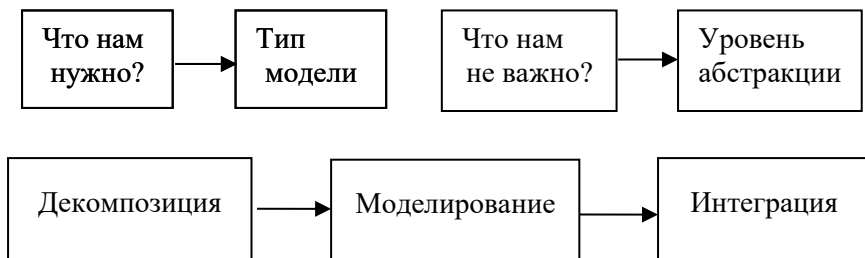 Что нам
нужно?
Тип
модели
Что нам
не важно?
Уровень
абстракции
Декомпозиция
Моделирование
Интеграция